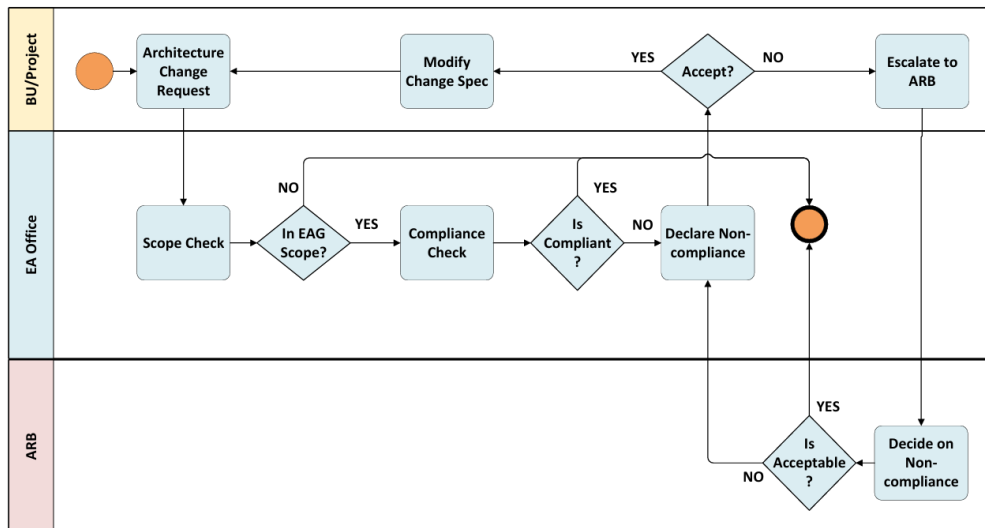 BU/Project
Architecture
Change
Request
Modify
Change Spec
YES
Accept?
NO
Escalate to
ARB
EA Office
NO
YES
Scope Check
In EAG
Scope?
YES
Compliance
Check
Is
Compliant
?
NO
Declare Non-
compliance
ARB
YES
Is
Acceptable
?
NO
Decide on
Non-
compliance